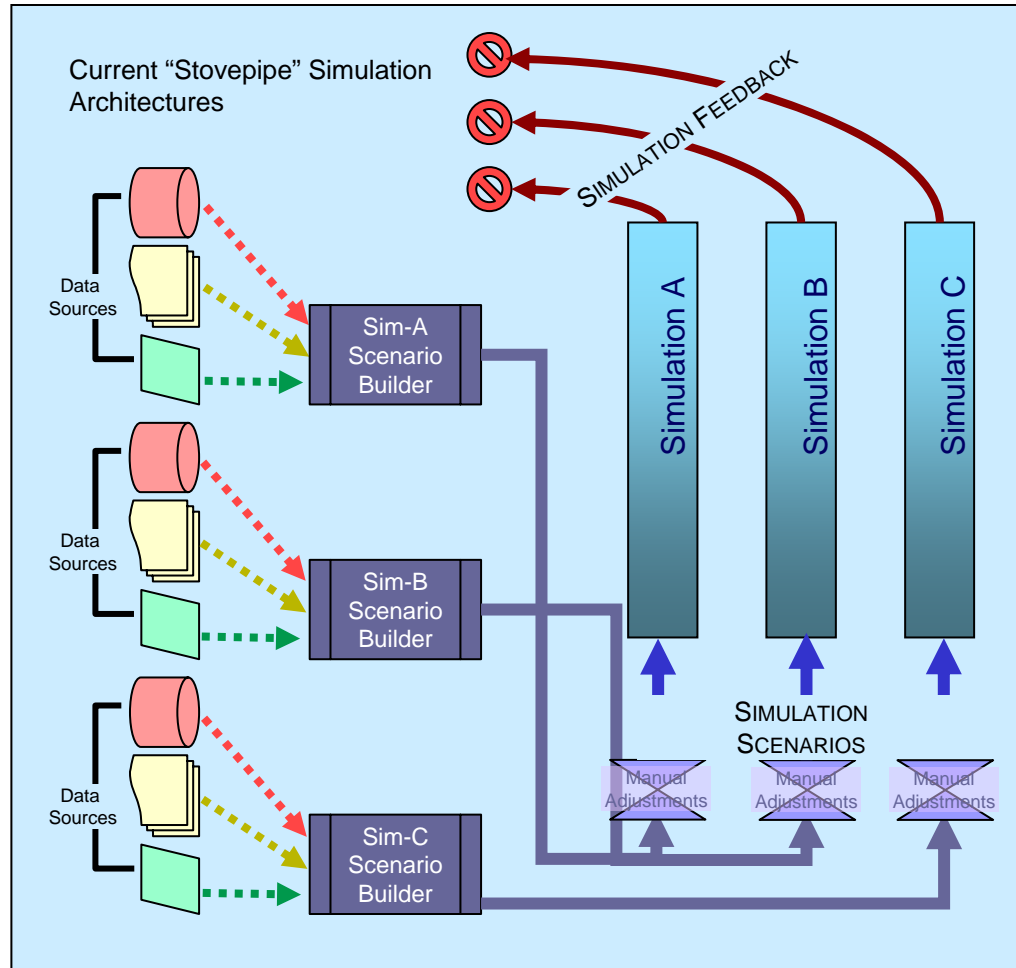 Current “Stovepipe” Simulation
Architectures
SIMULATION FEEDBACK
Data
Sources
Sim-A
Scenario
Builder
Simulation A
Simulation B
Simulation C
Data
Sources
Sim-B
Scenario
Builder
SIMULATION
SCENARIOS
Data
Sources
Sim-C
Scenario
Builder
Manual
Adjustments
Manual
Adjustments
Manual
Adjustments